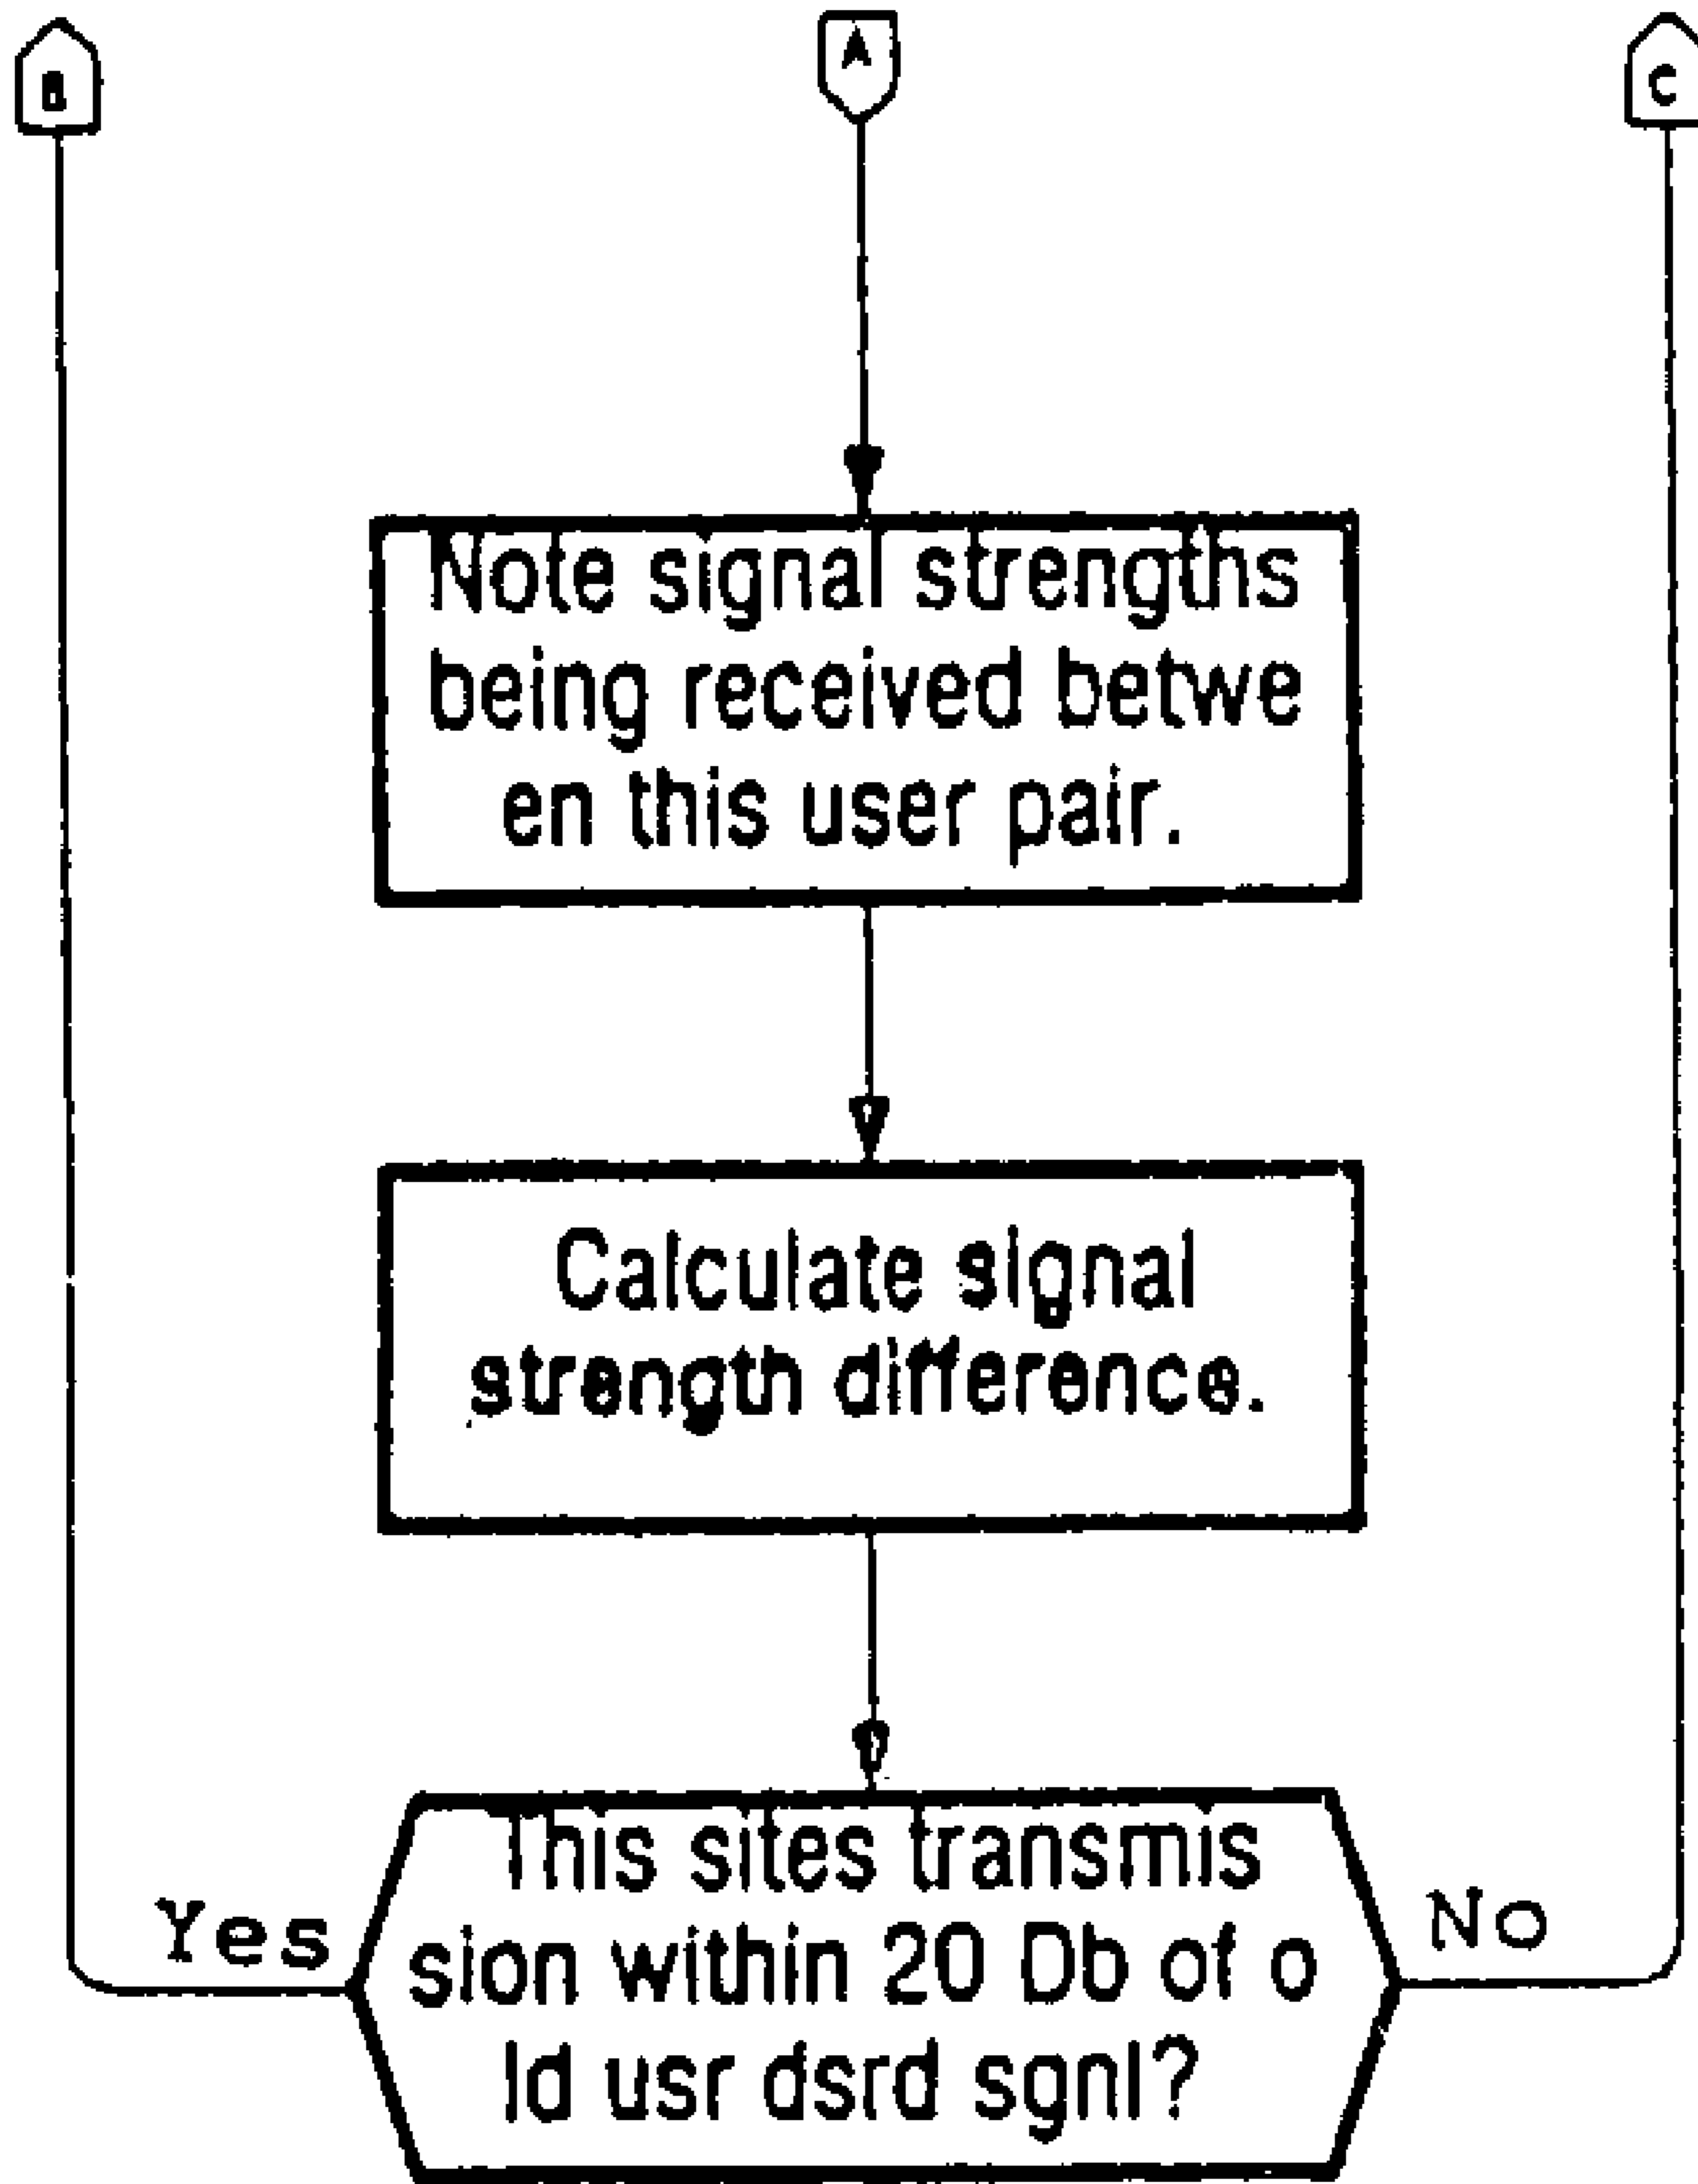 A
C
Note signal strengths
being received betwe
en this user pair.
Calculate signal
strength difference.
This sites transmis
sion within 20 Db of o
ld usr dsrd sgnl?
Yes
No